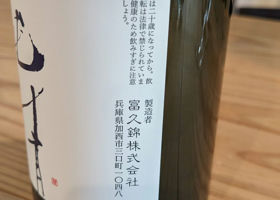 は二十歳になってから。飲
転は法律で禁じられていま
健康のため飲みすぎに注意
しょう。
製造者
富久錦株式会社
兵庫県加西市三口町一〇四八